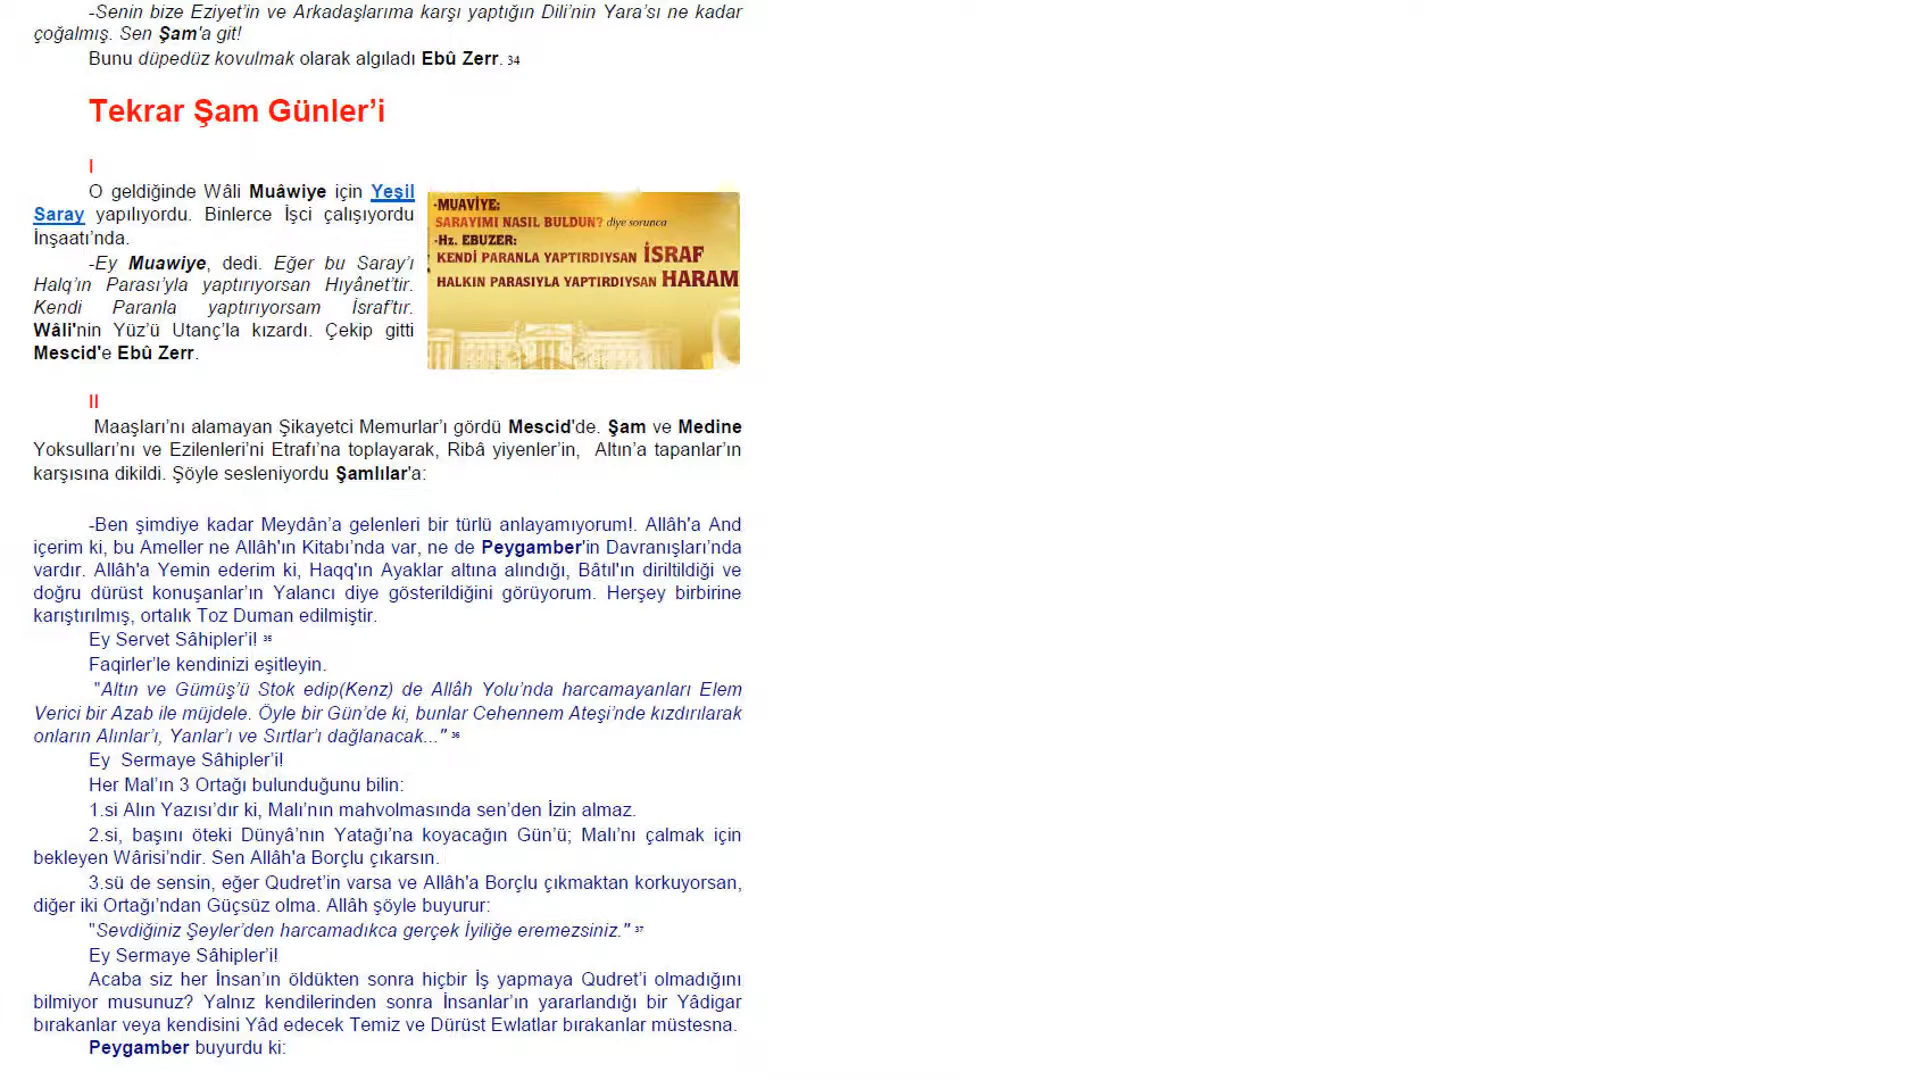 -Senin bize Eziyet’in ve Arkadaşlarıma karşı yaptığın Dili’nin Yara’sı ne kadar
çoğalmış. Sen Şam'a git!
Bunu düpedüz kovulmak olarak algıladı Ebû Zerr. 34
Tekrar Şam Günler’i
I
O geldiğinde Wâli Muâwiye için Yeşil
Saray yapılıyordu. Binlerce İşçi çalışıyordu
İnşaatı’nda.
-Ey Muawiye, dedi. Eğer bu Saray’ı
Halq’ın Parası’yla yaptırıyorsan Hıyânet’tir.
Kendi Paranla yaptırıyorsam İsraf’tır.
Wâli'nin Yüz’ü Utanç’la kızardı. Çekip gitti
Mescid'e Ebû Zerr.
-MUAVİYE:
SARAYIMI NASIL BULDUN? diye sorunca
-Hz. EBUZER:
KENDİ PARANLA YAPTIRDIYSAN İSRAF
HALKIN PARASIYLA YAPTIRDIYSAN HARAM
II
Maaşları’nı alamayan Şikayetci Memurlar’ı gördü Mescid'de. Şam ve Medine
Yoksulları’nı ve Ezilenleri’ni Etrafı’na toplayarak, Ribâ yiyenler’in, Altın’a tapanlar’ın
karşısına dikildi. Şöyle sesleniyordu Şamlılar'a:
-Ben şimdiye kadar Meydân’a gelenleri bir türlü anlayamıyorum!. Allâh'a And
içerim ki, bu Ameller ne Allâh'ın Kitabı’nda var, ne de Peygamber'in Davranışları’nda
vardır. Allâh'a Yemin ederim ki, Haqq'ın Ayaklar altına alındığı, Bâtıl'ın diriltildiği ve
doğru dürüst konuşanlar’ın Yalancı diye gösterildiğini görüyorum. Herşey birbirine
karıştırılmış, ortalık Toz Duman edilmiştir.
Ey Servet Sâhipler’i! 35
Faqirler’le kendinizi eşitleyin.
"Altın ve Gümüş’ü Stok edip(Kenz) de Allâh Yolu’nda harcamayanları Elem
Verici bir Azab ile müjdele. Öyle bir Gün’de ki, bunlar Cehennem Ateşi’nde kızdırılarak
onların Alınlar’ı, Yanlar’ı ve Sırtlar’ı dağlanacak..." 36
Ey Sermaye Sâhipler’i!
Her Mal’ın 3 Ortağı bulunduğunu bilin:
1.si Alın Yazısı’dır ki, Malı’nın mahvolmasında sen’den İzin almaz.
2.si, başını öteki Dünyâ’nın Yatağı’na koyacağın Gün’ü; Malı’nı çalmak için
bekleyen Wârisi’ndir. Sen Allâh'a Borçlu çıkarsın.
3.sü de sensin, eğer Qudret’in varsa ve Allâh'a Borçlu çıkmaktan korkuyorsan,
diğer iki Ortağı’ndan Güçsüz olma. Allâh şöyle buyurur:
"Sevdiğiniz Şeyler’den harcamadıkca gerçek İyiliğe eremezsiniz." 37
Ey Sermaye Sâhipler’i!
Acaba siz her İnsan’ın öldükten sonra hiçbir İş yapmaya Qudret’i olmadığını
bilmiyor musunuz? Yalnız kendilerinden sonra İnsanlar’ın yararlandığı bir Yâdigar
bırakanlar veya kendisini Yâd edecek Temiz ve Dürüst Ewlatlar bırakanlar müstesna.
Peygamber buyurdu ki: